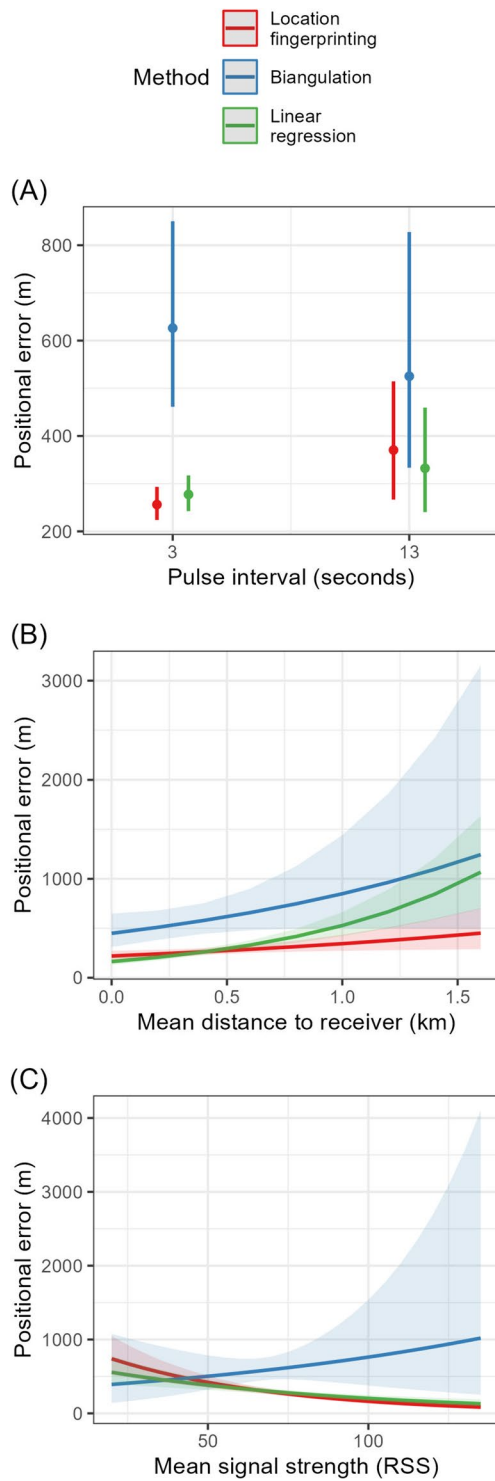 Location
fingerprinting
Method
Biangulation
Linear
regression
(A)
Positional error (m)
800
600
400
200
3
13
Pulse interval (seconds)
(B)
Positional error (m)
3000
2000
1000
0
0.0
0.5
1.0
1.5
Mean distance to receiver (km)
(C)
Positional error (m)
4000
3000
2000
1000
0
50
100
Mean signal strength (RSS)